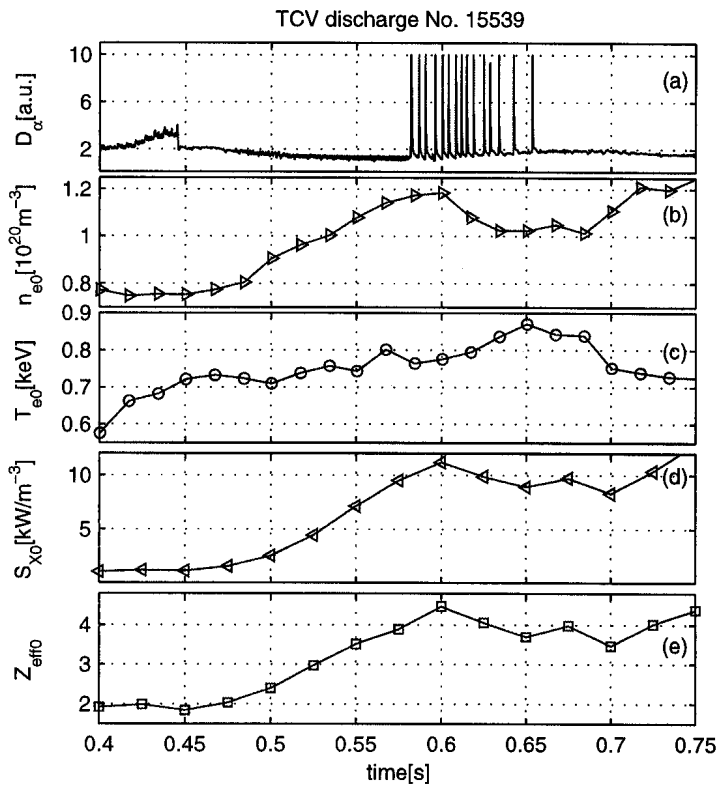 TCV discharge No. 15539
10
6
2
Dα[a.u.]
(a)
1.2
1
0.8
ne0[10^20m^−3]
(b)
0.9
0.8
0.7
0.6
Te0[keV]
(c)
10
5
SX0[kW/m^−3]
(d)
4
3
2
Zeff0
(e)
0.4 0.45 0.5 0.55 0.6 0.65 0.7 0.75
time[s]